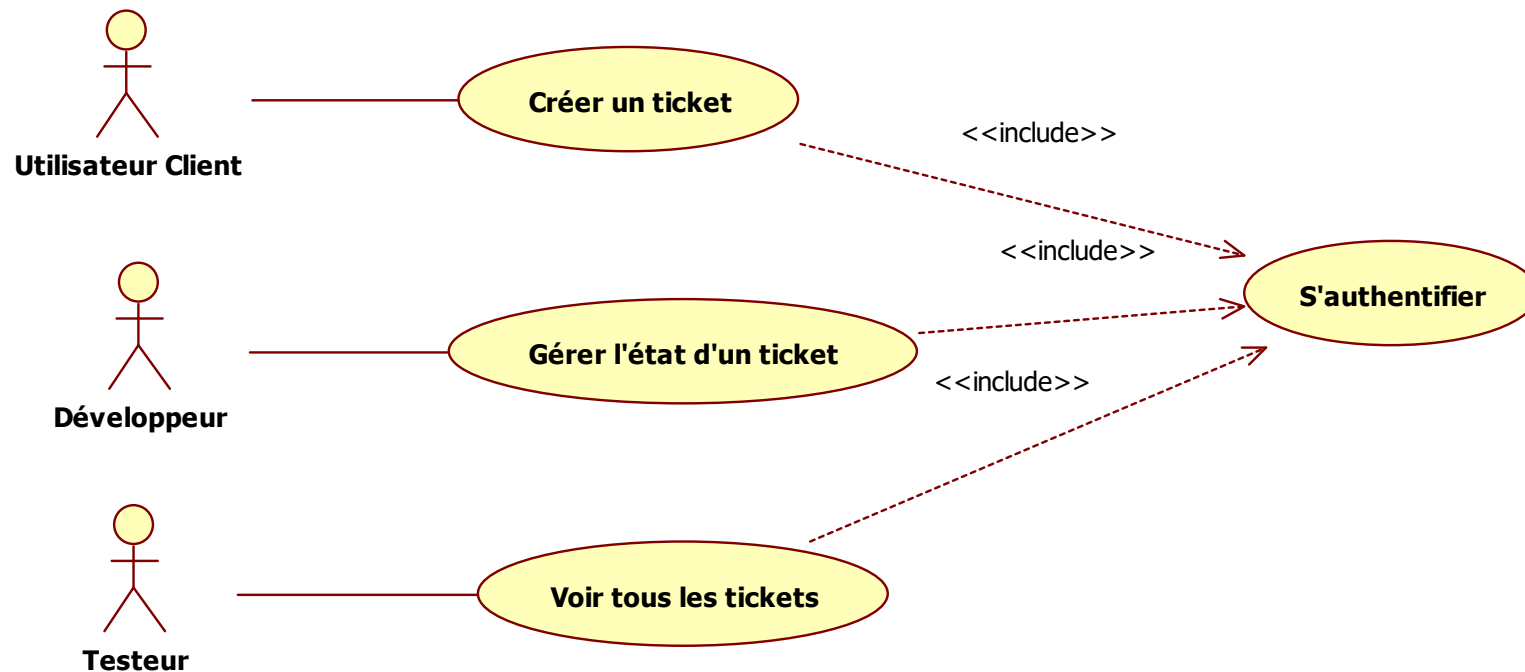 Créer un ticket
<<include>>
Utilisateur Client
<<include>>
S'authentifier
Gérer l'état d'un ticket
<<include>>
Développeur
Voir tous les tickets
Testeur